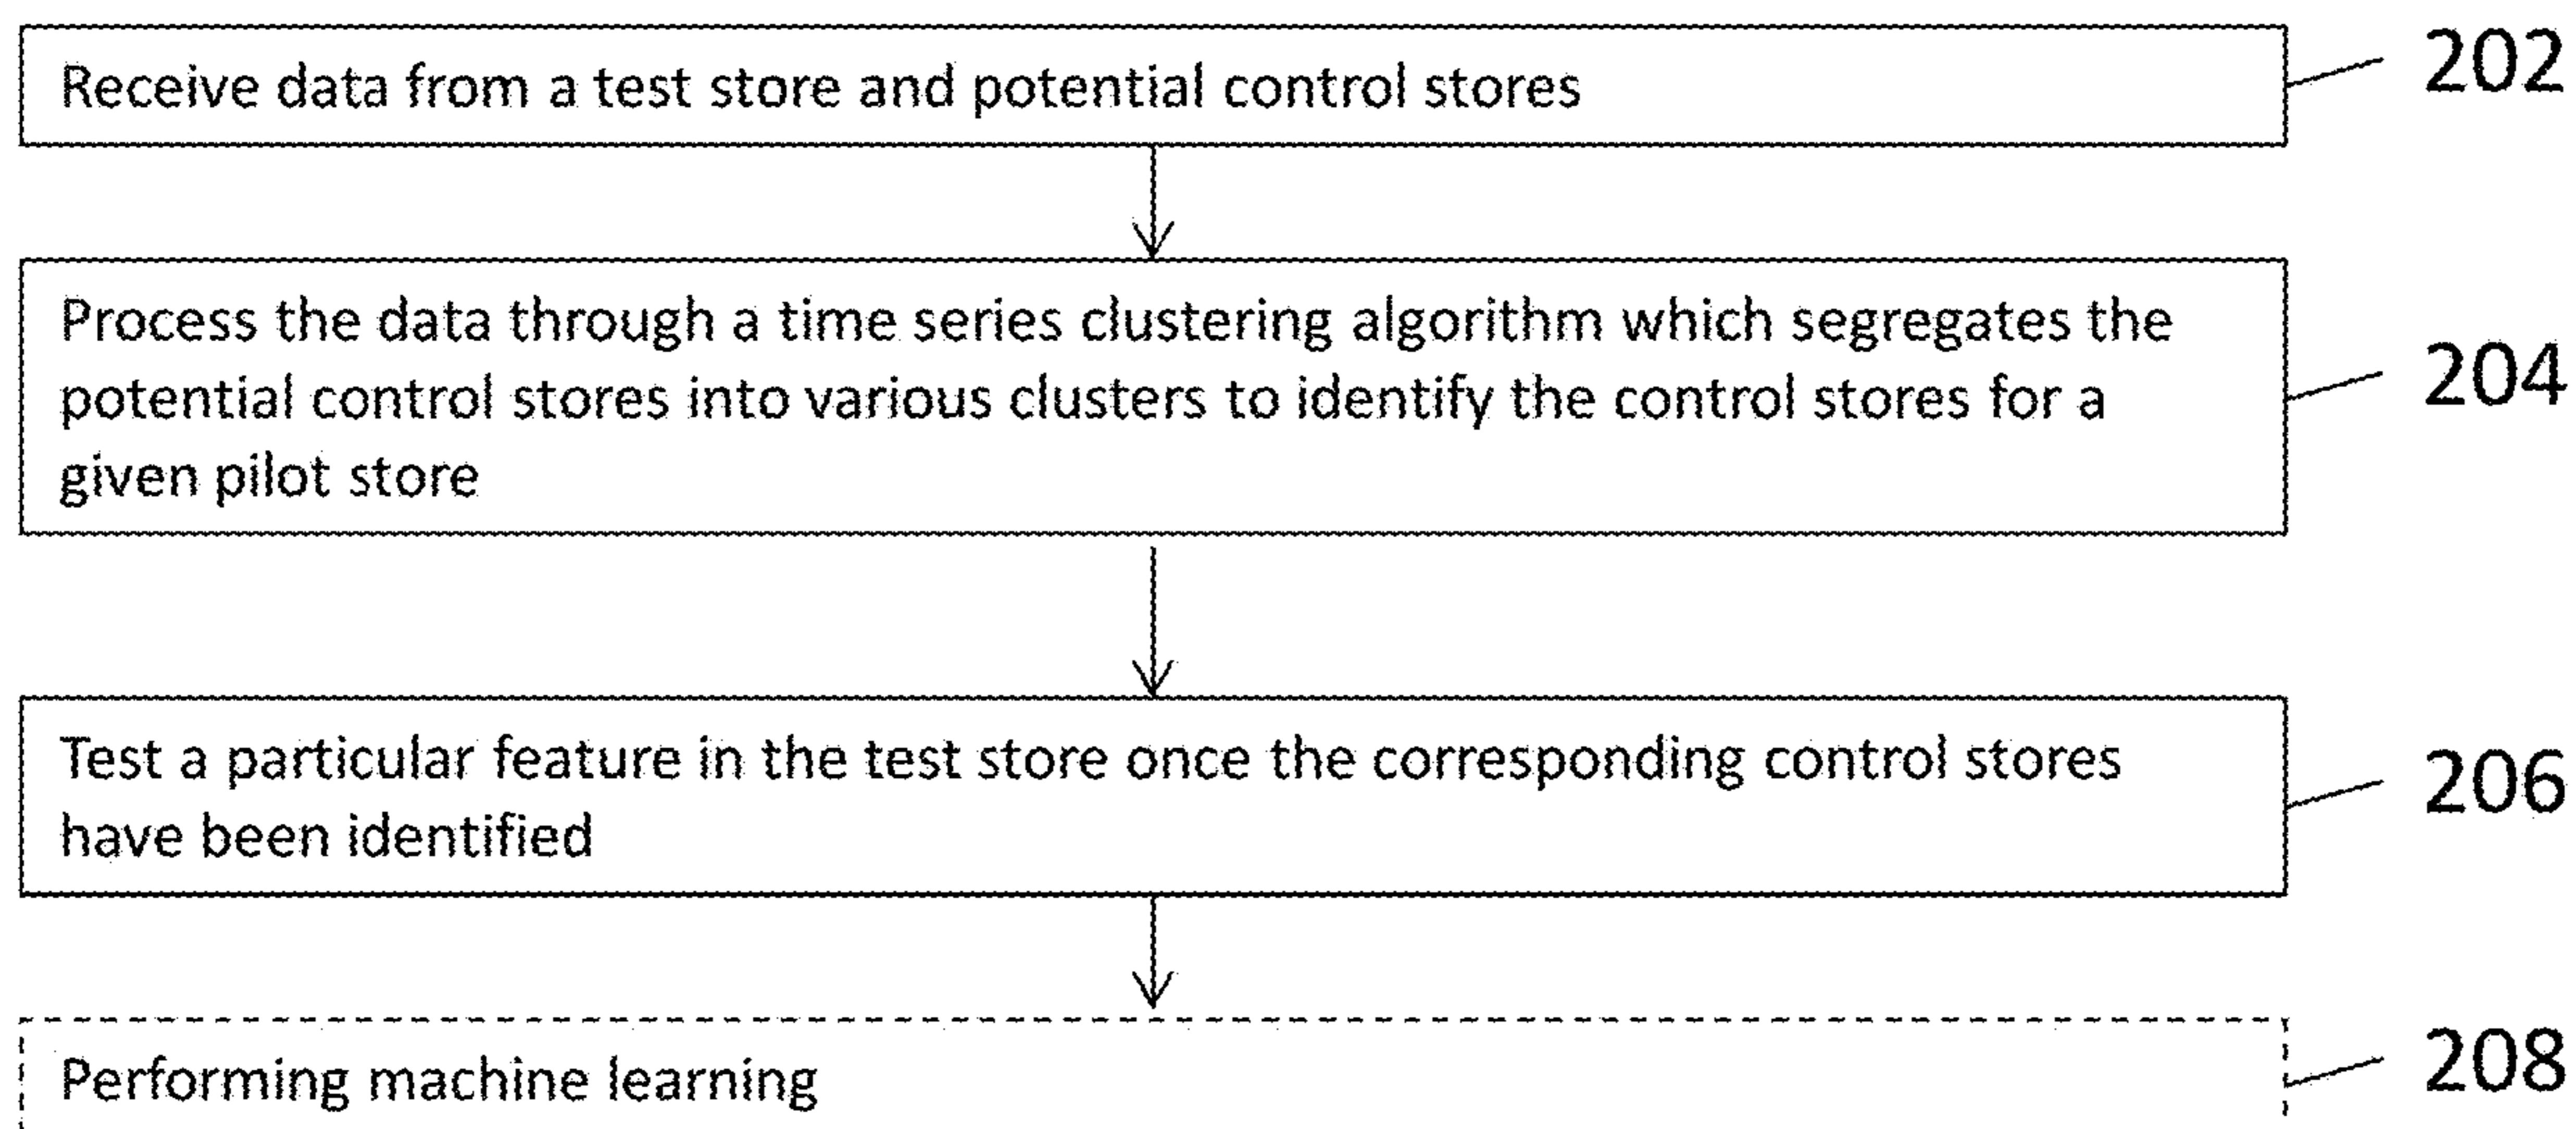 Receive data from a test store and potential control stores
202
Process the data through a time series clustering algorithm which segregates the
potential control stores into various clusters to identify the control stores for a
given pilot store
204
Test a particular feature in the test store once the corresponding control stores
have been identified
206
Performing machine learning
208